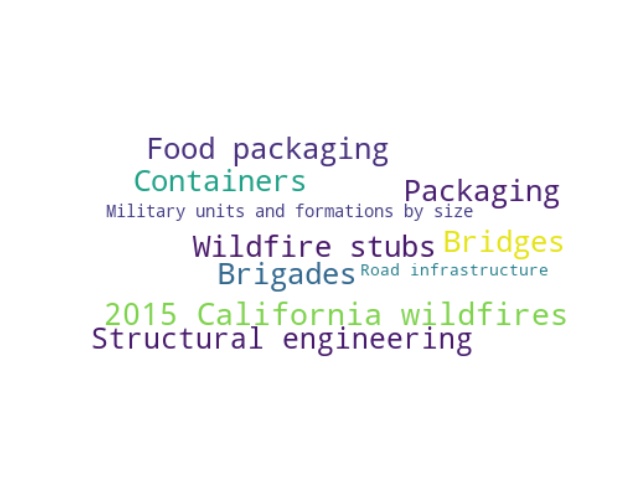 Food packaging
Containers
Packaging
Military units and formations by size
Wildfire stubs
Bridges
Brigades
Road infrastructure
2015 California wildfires
Structural engineering